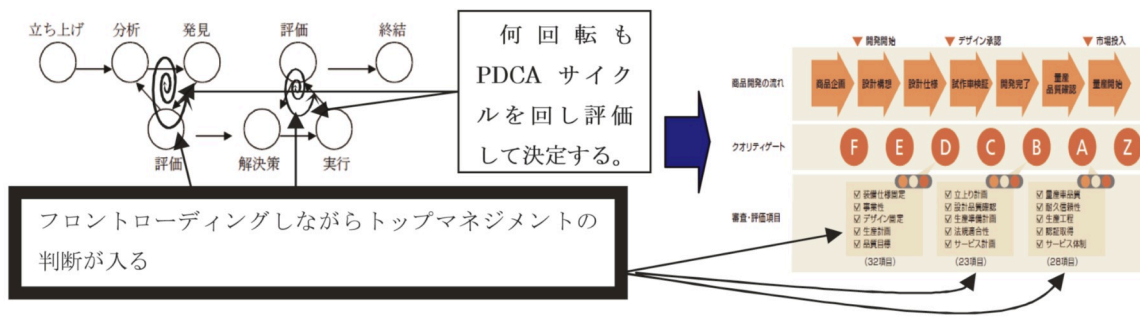 立ち上げ
分析
発見
評価
終結
評価
解決策
実行
何回転も
PDCA サイク
ルを回し評価
して決定する。
フロントローディングしながらトップマネジメントの
判断が入る
▼開発開始
▼デザイン承認
▼市場投入
商品開発の流れ
商品企画
設計構想
設計仕様
試作車検証
開発完了
量産
品質確認
量産開始
クオリティゲート
F E D C B A Z
審査・評価項目
☑装備仕様固定
☑事業性
☑デザイン固定
☑生産計画
☑品質目標
(32項目)
☑立上り計画
☑設計品質確認
☑生産準備計画
☑法規適合性
☑サービス計画
(23項目)
☑量産車品質
☑耐久信頼性
☑生産工程
☑認証取得
☑サービス体制
(28項目)